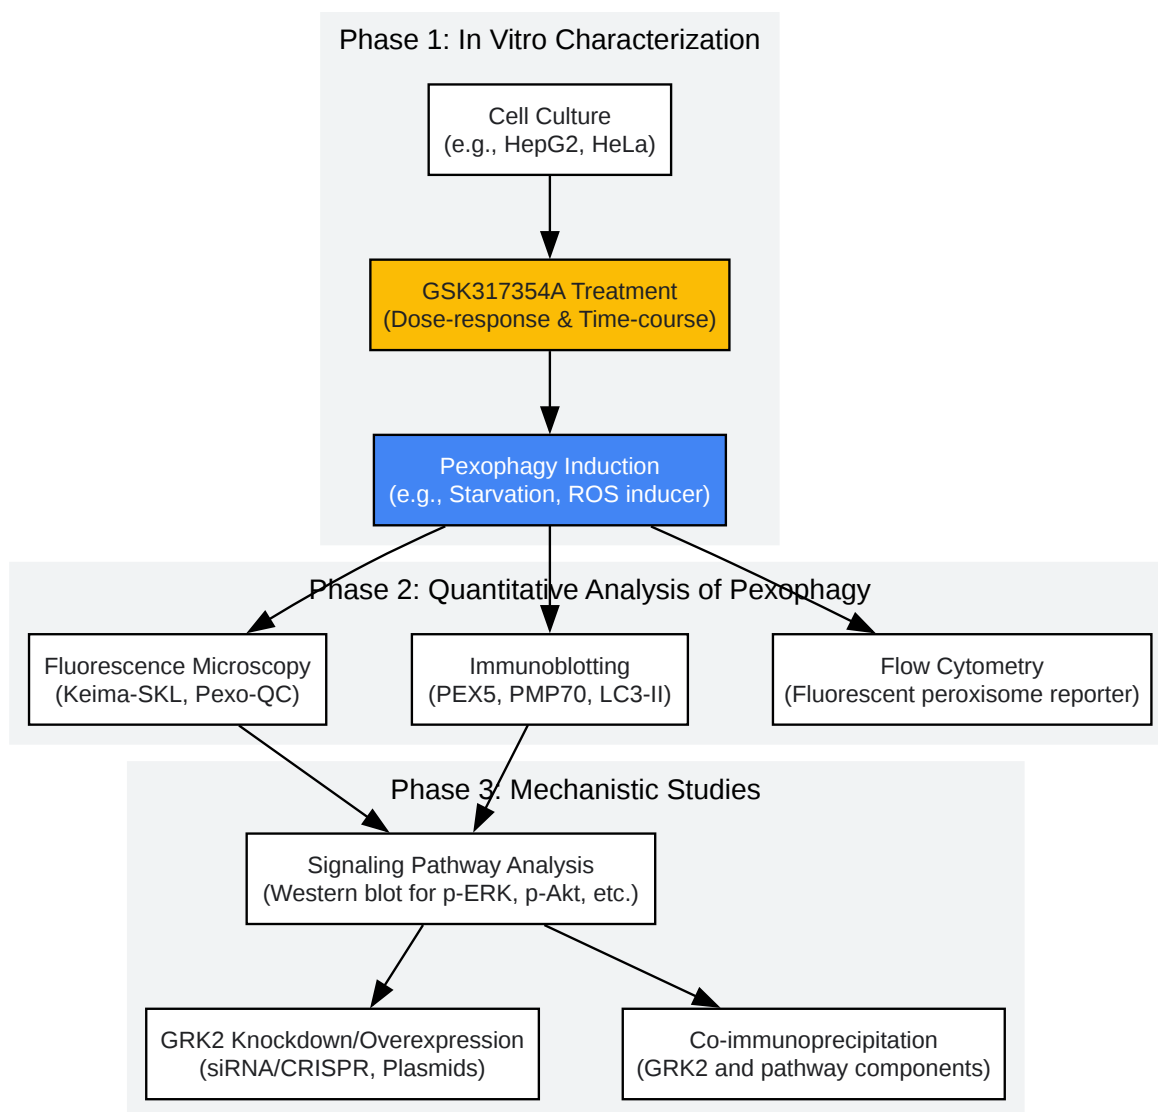 Phase 1: In Vitro Characterization
Cell Culture
(e.g., HepG2, HeLa)
GSK317354A Treatment
(Dose-response & Time-course)
Pexophagy Induction
(e.g., Starvation, ROS inducer)
Phase 2: Quantitative Analysis of Pexophagy
Fluorescence Microscopy
(Keima-SKL, Pexo-QC)
Immunoblotting
(PEX5, PMP70, LC3-II)
Flow Cytometry
(Fluorescent peroxisome reporter)
Phase 3: Mechanistic Studies
Signaling Pathway Analysis
(Western blot for p-ERK, p-Akt, etc.)
GRK2 Knockdown/Overexpression
(siRNA/CRISPR, Plasmids)
Co-immunoprecipitation
(GRK2 and pathway components)